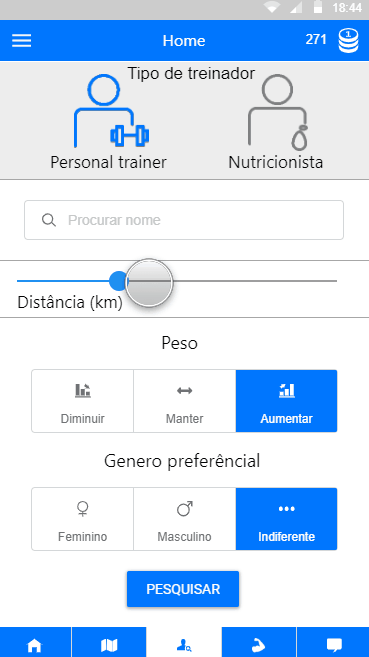 18:44
Home
271
1
Tipo de treinador
Personal trainer
Nutricionista
Procurar nome
Distância (km)
Peso
Diminuir
Manter
Aumentar
Genero preferêncial
Feminino
Masculino
Indiferente
PESQUISAR